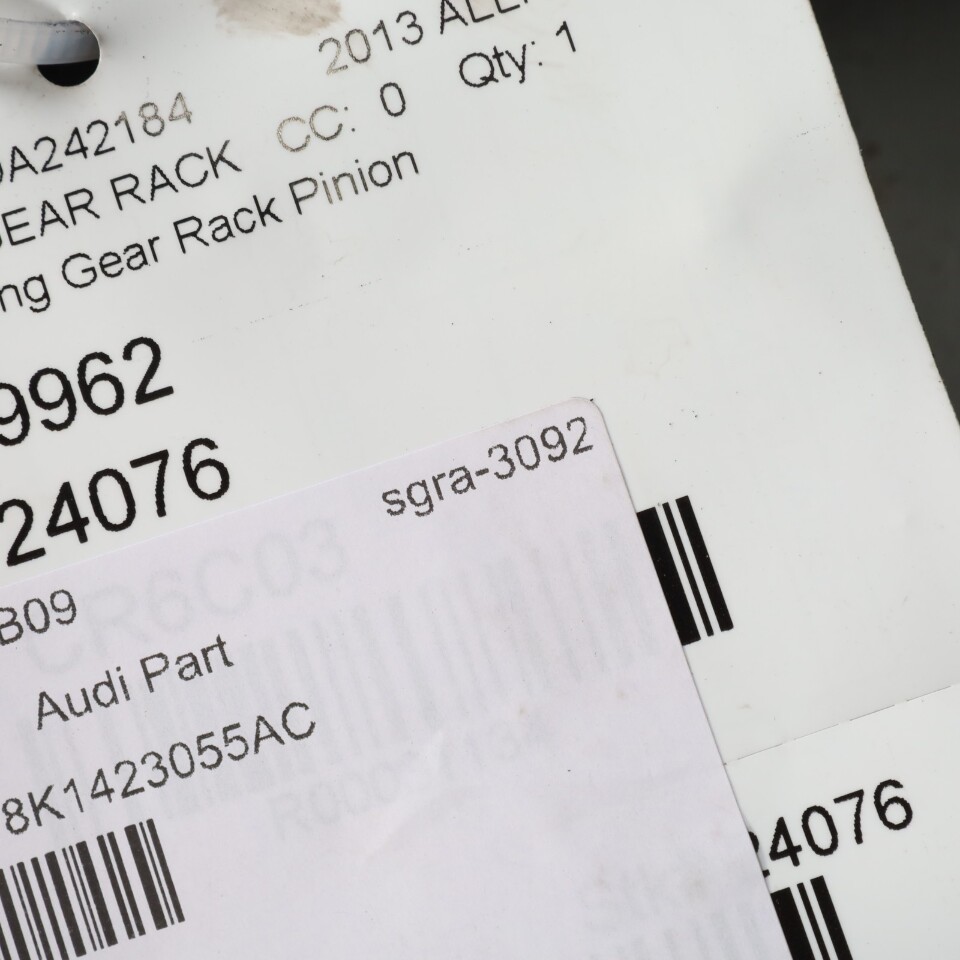 2013 ALL
A242184 CC: 0 Qty: 1
EAR RACK
ng Gear Rack Pinion
9962
24076
sgra-3092
CR6C03
B09
Audi Part
8K1423055AC
24076